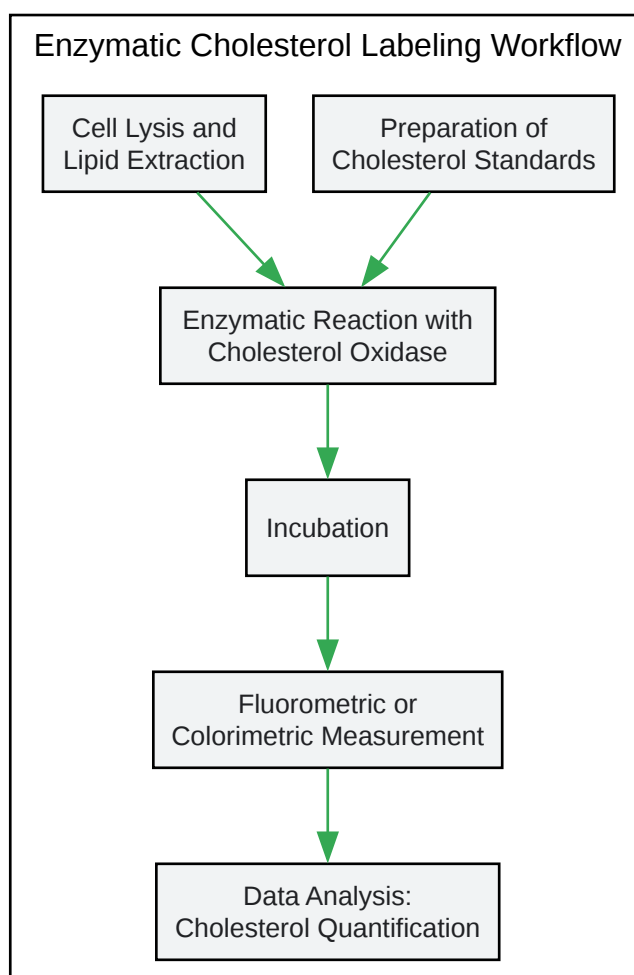 Enzymatic Cholesterol Labeling Workflow
Cell Lysis and
Lipid Extraction
Preparation of
Cholesterol Standards
Enzymatic Reaction with
Cholesterol Oxidase
Incubation
Fluorometric or
Colorimetric Measurement
Data Analysis:
Cholesterol Quantification